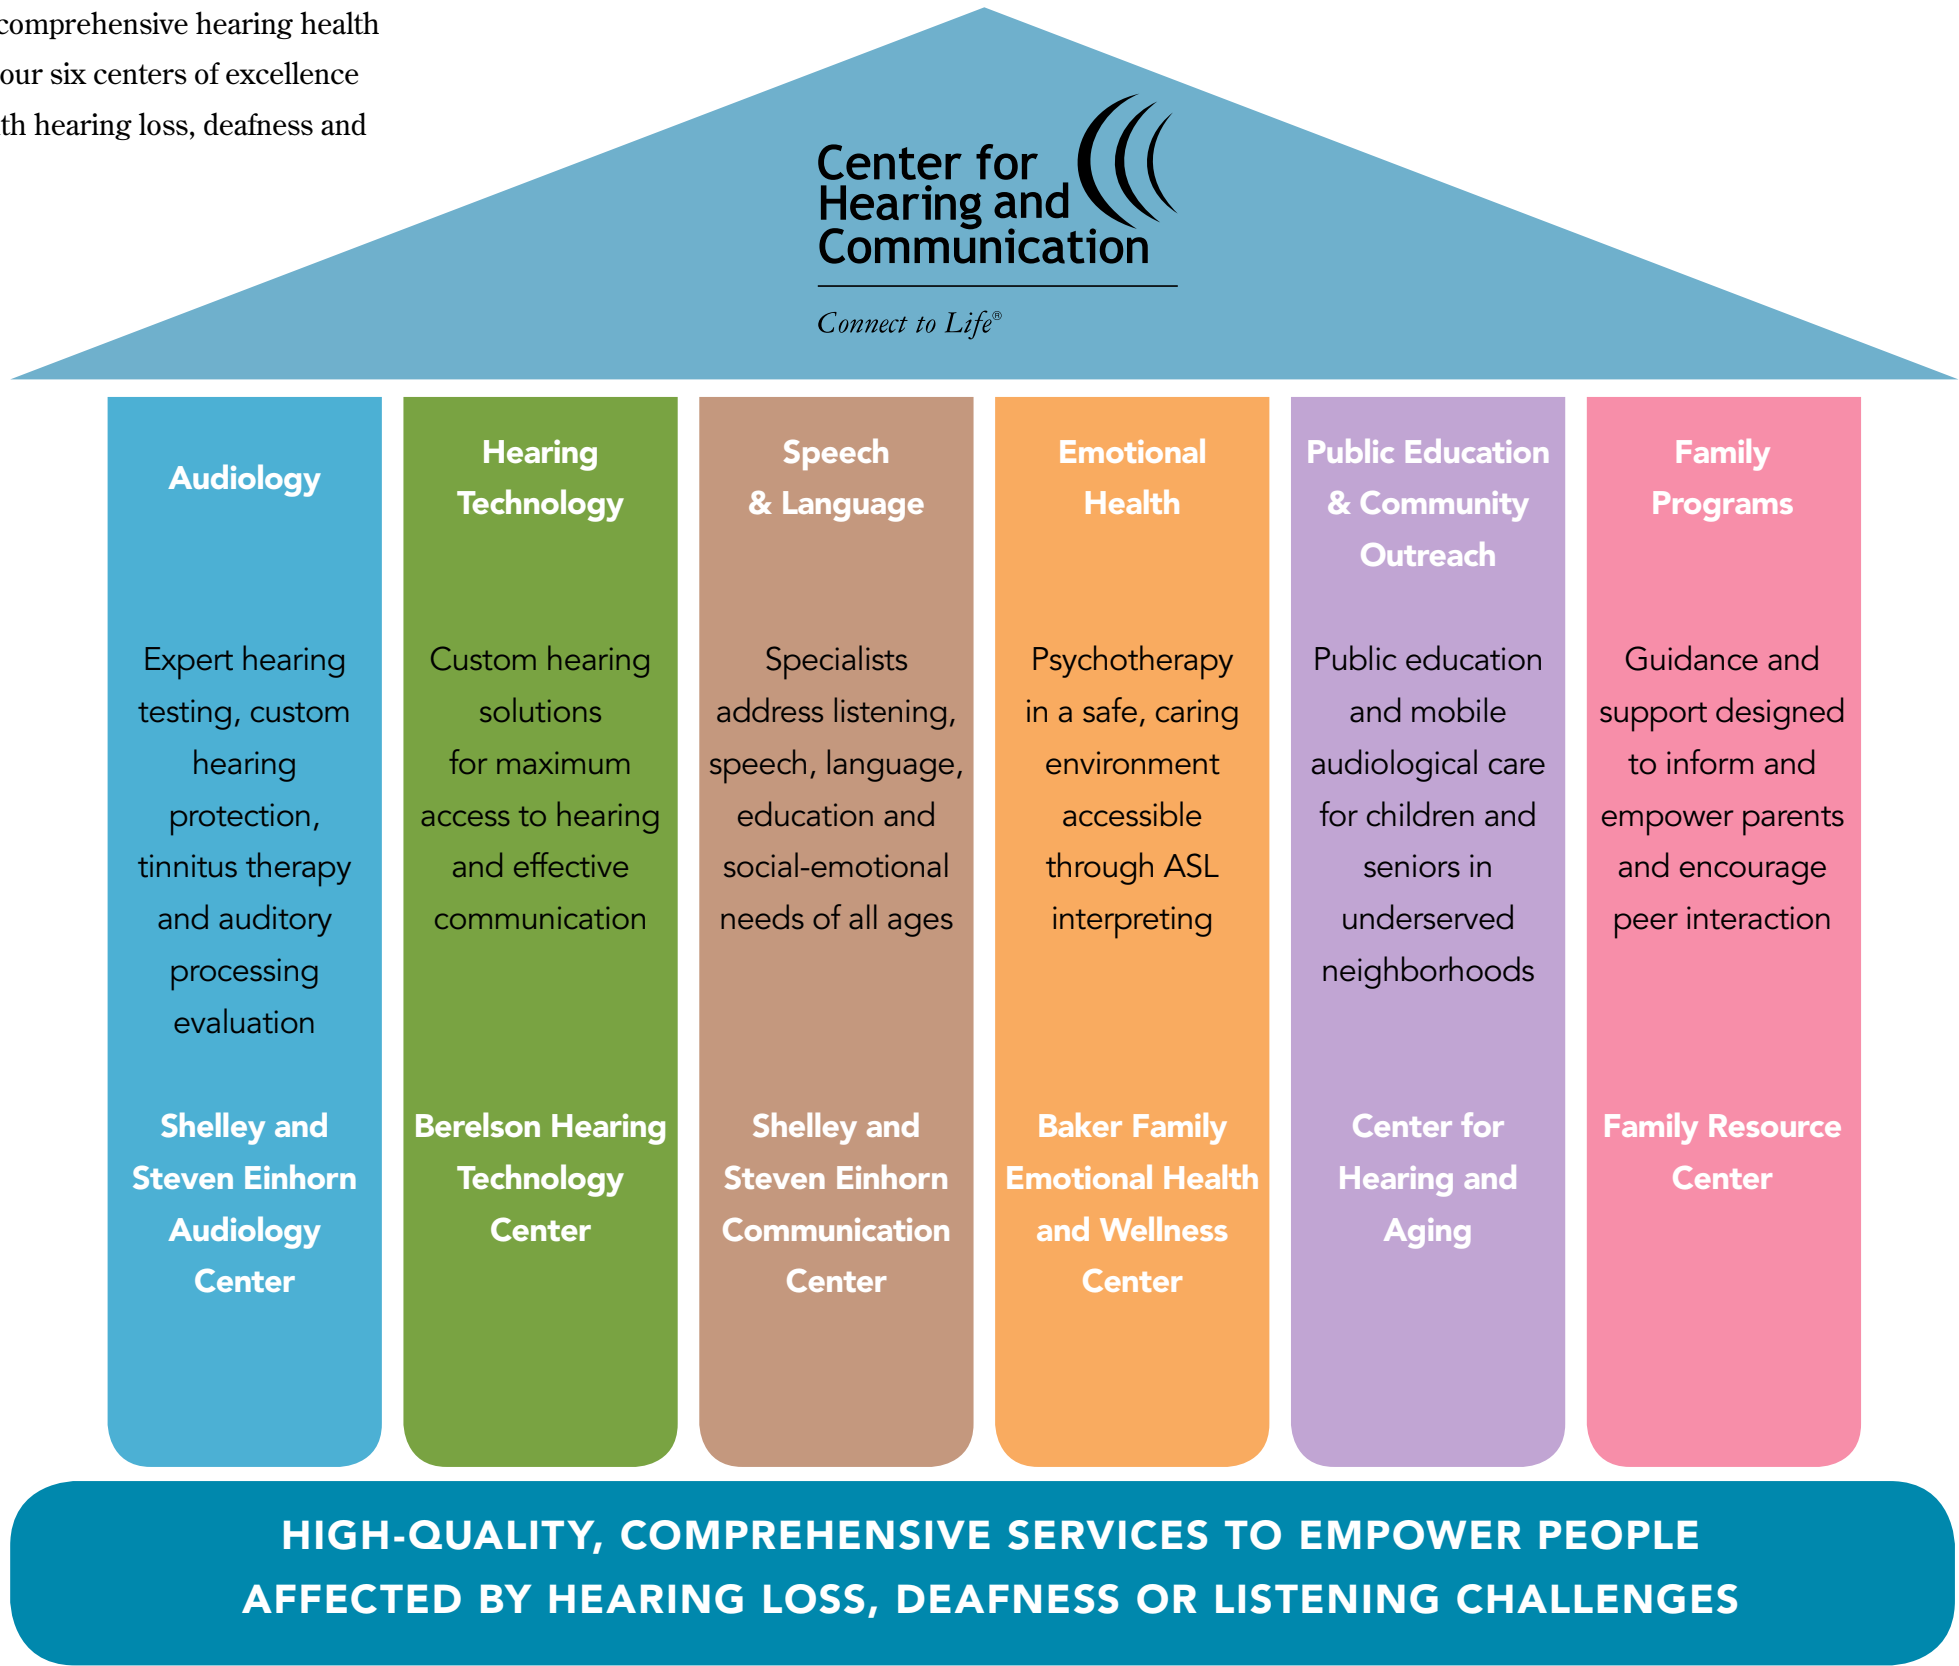 comprehensive hearing health
our six centers of excellence
hearing loss, deafness and
Center for
Hearing and
Communication
Connect to Life®
Audiology
Expert hearing
testing, custom
hearing
protection,
tinnitus therapy
and auditory
processing
evaluation
Shelley and
Steven Einhorn
Audiology
Center
Hearing
Technology
Custom hearing
solutions
for maximum
access to hearing
and effective
communication
Berelson Hearing
Technology
Center
Speech
& Language
Specialists
address listening,
speech, language,
education and
social-emotional
needs of all ages
Shelley and
Steven Einhorn
Communication
Center
Emotional
Health
Psychotherapy
in a safe, caring
environment
accessible
through ASL
interpreting
Baker Family
Emotional Health
and Wellness
Center
Public Education
& Community
Outreach
Public education
and mobile
audiological care
for children and
seniors in
underserved
neighborhoods
Center for
Hearing and
Aging
Family
Programs
Guidance and
support designed
to inform and
empower parents
and encourage
peer interaction
Family Resource
Center
HIGH-QUALITY, COMPREHENSIVE SERVICES TO EMPOWER PEOPLE
AFFECTED BY HEARING LOSS, DEAFNESS OR LISTENING CHALLENGES